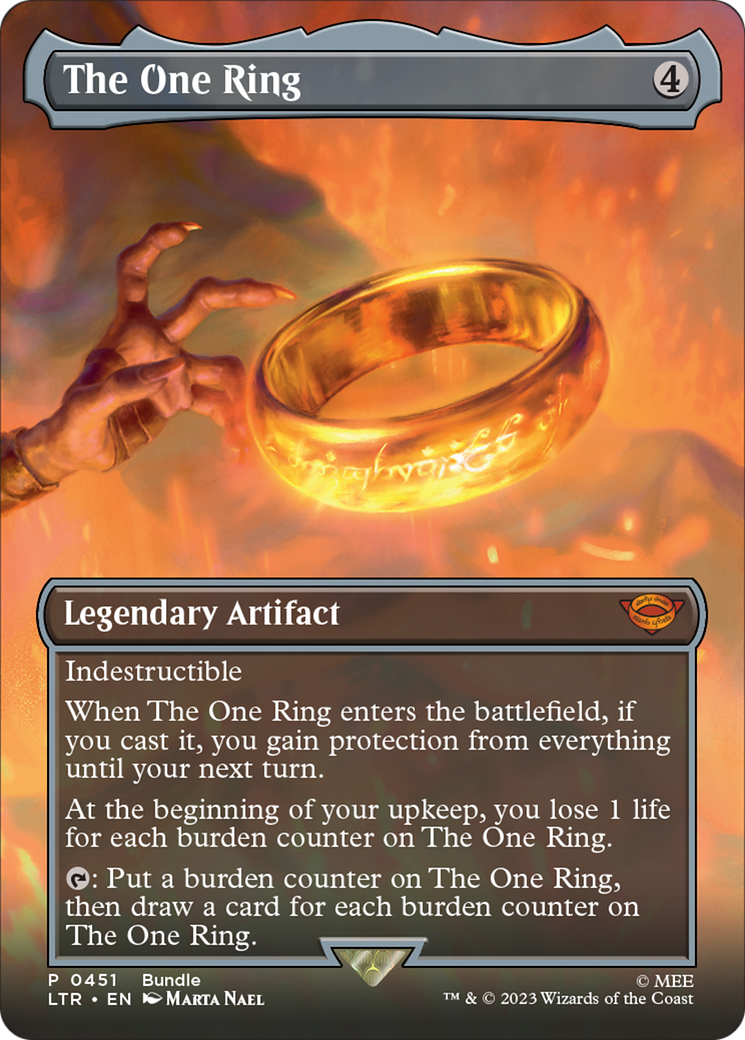 The One Ring 4
Legendary Artifact
Indestructible
When The One Ring enters the battlefield, if
you cast it, you gain protection from everything
until your next turn.
At the beginning of your upkeep, you lose 1 life
for each burden counter on The One Ring.
: Put a burden counter on The One Ring,
then draw a card for each burden counter on
The One Ring.
P 0451 Bundle © MEE
LTR • EN Marta Nael ™ & © 2023 Wizards of the Coast